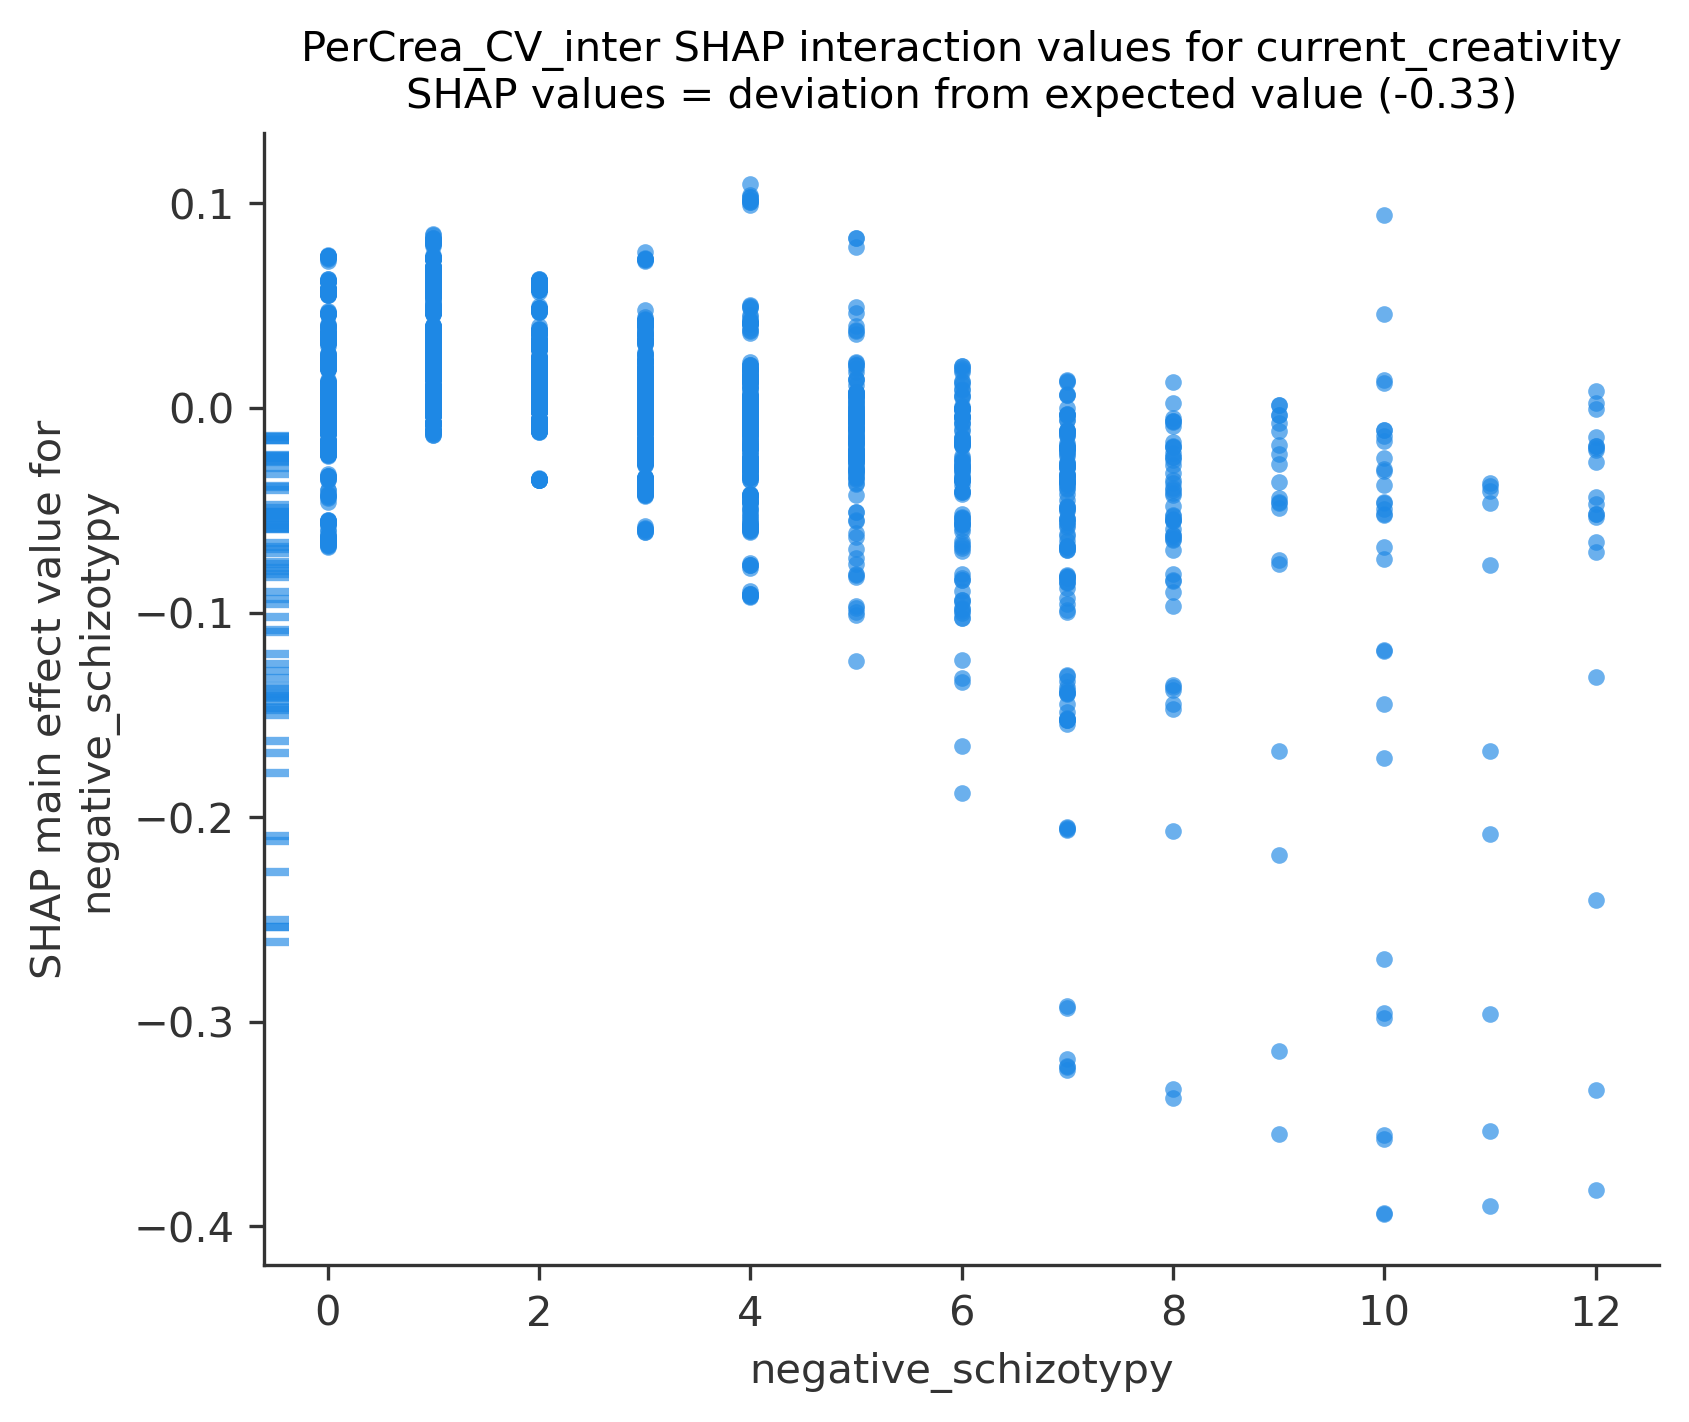 PerCrea_CV_inter SHAP interaction values for current_creativity
SHAP values = deviation from expected value (-0.33)
SHAP main effect value for
negative_schizotypy
0.1
0.0
−0.1
−0.2
−0.3
−0.4
0
2
4
6
8
10
12
negative_schizotypy